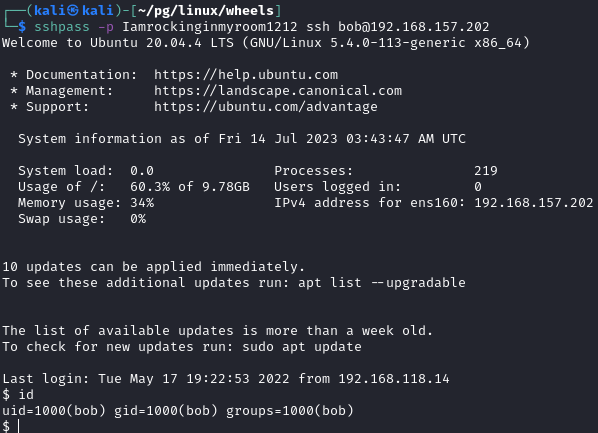 ┌──(kali㉿kali)-[~/pg/linux/wheels]
└─$ sshpass -p Iamrockinginmyroom1212 ssh bob@192.168.157.202
Welcome to Ubuntu 20.04.4 LTS (GNU/Linux 5.4.0-113-generic x86_64)
* Documentation:  https://help.ubuntu.com
* Management:     https://landscape.canonical.com
* Support:        https://ubuntu.com/advantage
System information as of Fri 14 Jul 2023 03:43:47 AM UTC
System load:  0.0               Processes:               219
Usage of /:   60.3% of 9.78GB   Users logged in:         0
Memory usage: 34%               IPv4 address for ens160: 192.168.157.202
Swap usage:   0%
10 updates can be applied immediately.
To see these additional updates run: apt list --upgradable
The list of available updates is more than a week old.
To check for new updates run: sudo apt update
Last login: Tue May 17 19:22:53 2022 from 192.168.118.14
$ id
uid=1000(bob) gid=1000(bob) groups=1000(bob)
$